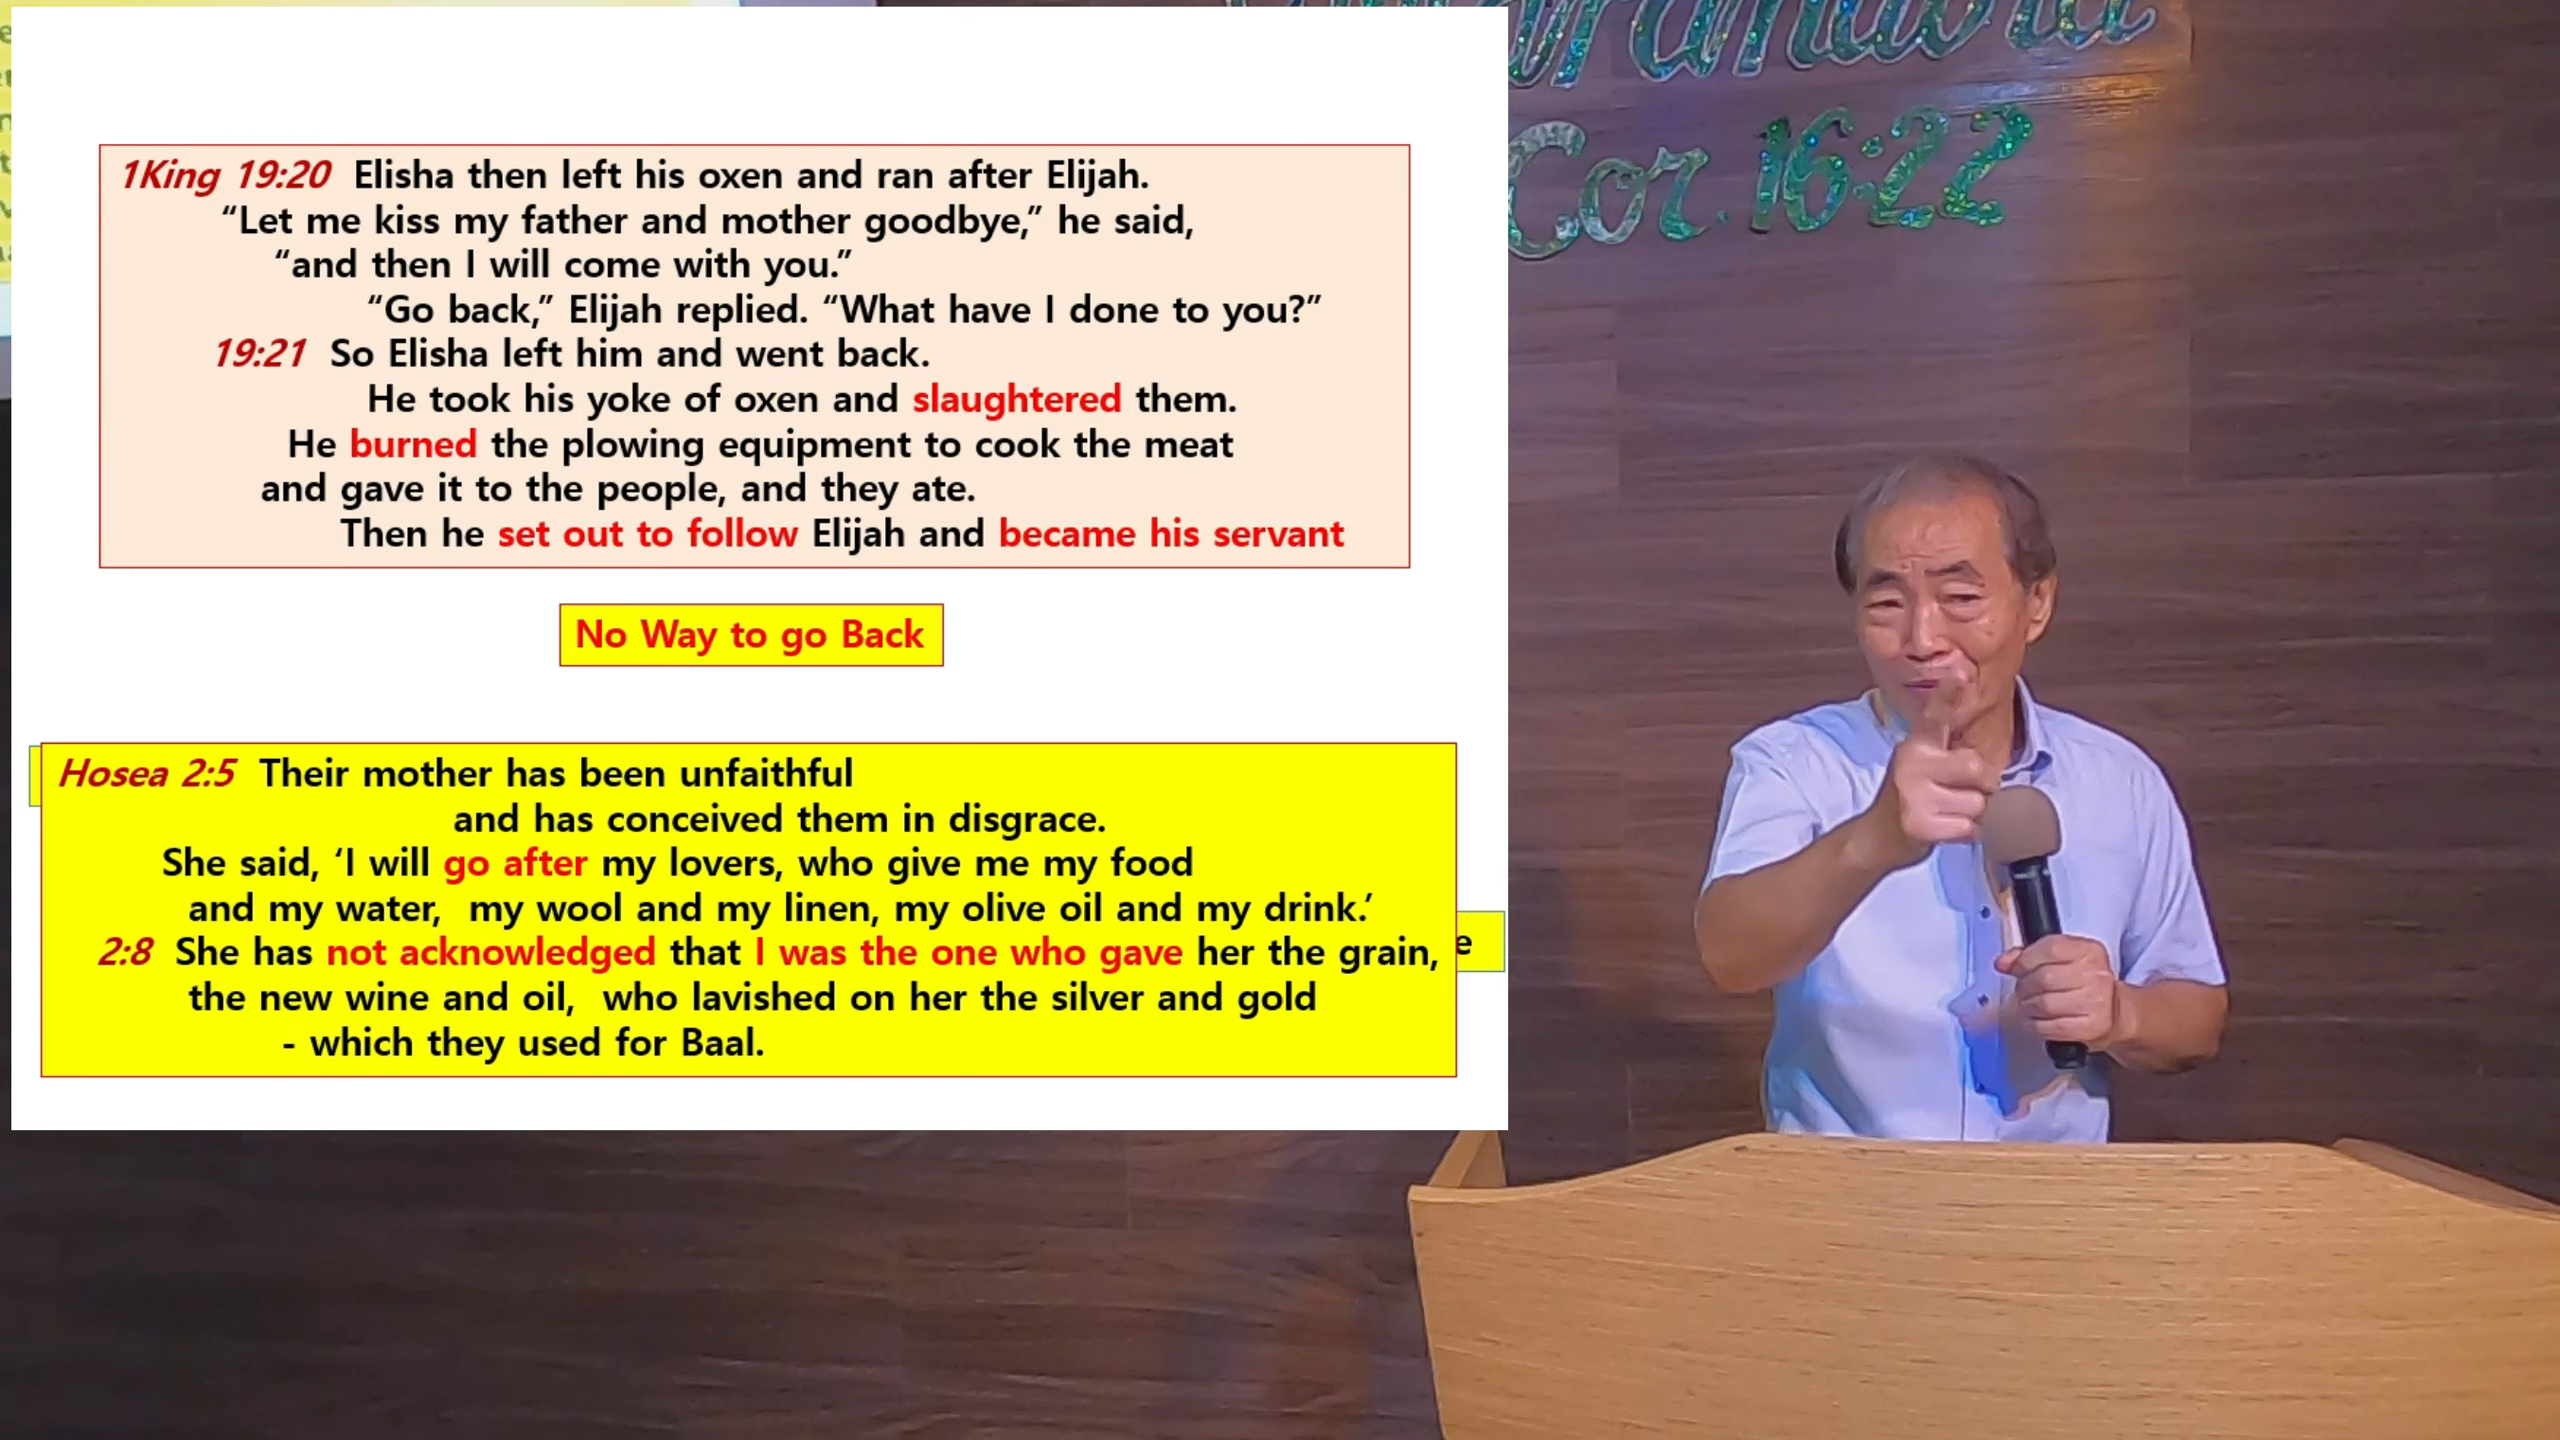 1King 19:20 Elisha then left his oxen and ran after Elijah.
“Let me kiss my father and mother goodbye,” he said,
“and then I will come with you.”
“Go back,” Elijah replied. “What have I done to you?”
19:21 So Elisha left him and went back.
He took his yoke of oxen and slaughtered them.
He burned the plowing equipment to cook the meat
and gave it to the people, and they ate.
Then he set out to follow Elijah and became his servant
No Way to go Back
Hosea 2:5 Their mother has been unfaithful
and has conceived them in disgrace.
She said, ‘I will go after my lovers, who give me my food
and my water, my wool and my linen, my olive oil and my drink.’
2:8 She has not acknowledged that I was the one who gave her the grain,
the new wine and oil, who lavished on her the silver and gold
- which they used for Baal.
e
Cor. 16:22